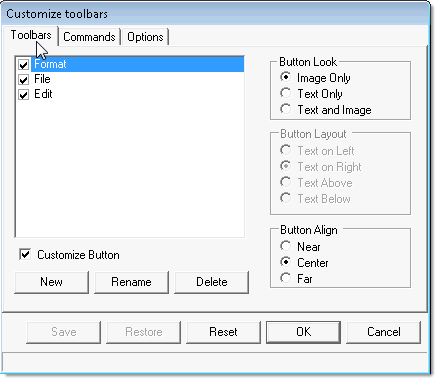 Customize toolbars
Toolbars Commands Options
Format
File
Edit
Customize Button
New Rename Delete
Button Look
Image Only
Text Only
Text and Image
Button Layout
Text on Left
Text on Right
Text Above
Text Below
Button Align
Near
Center
Far
Save Restore Reset OK Cancel